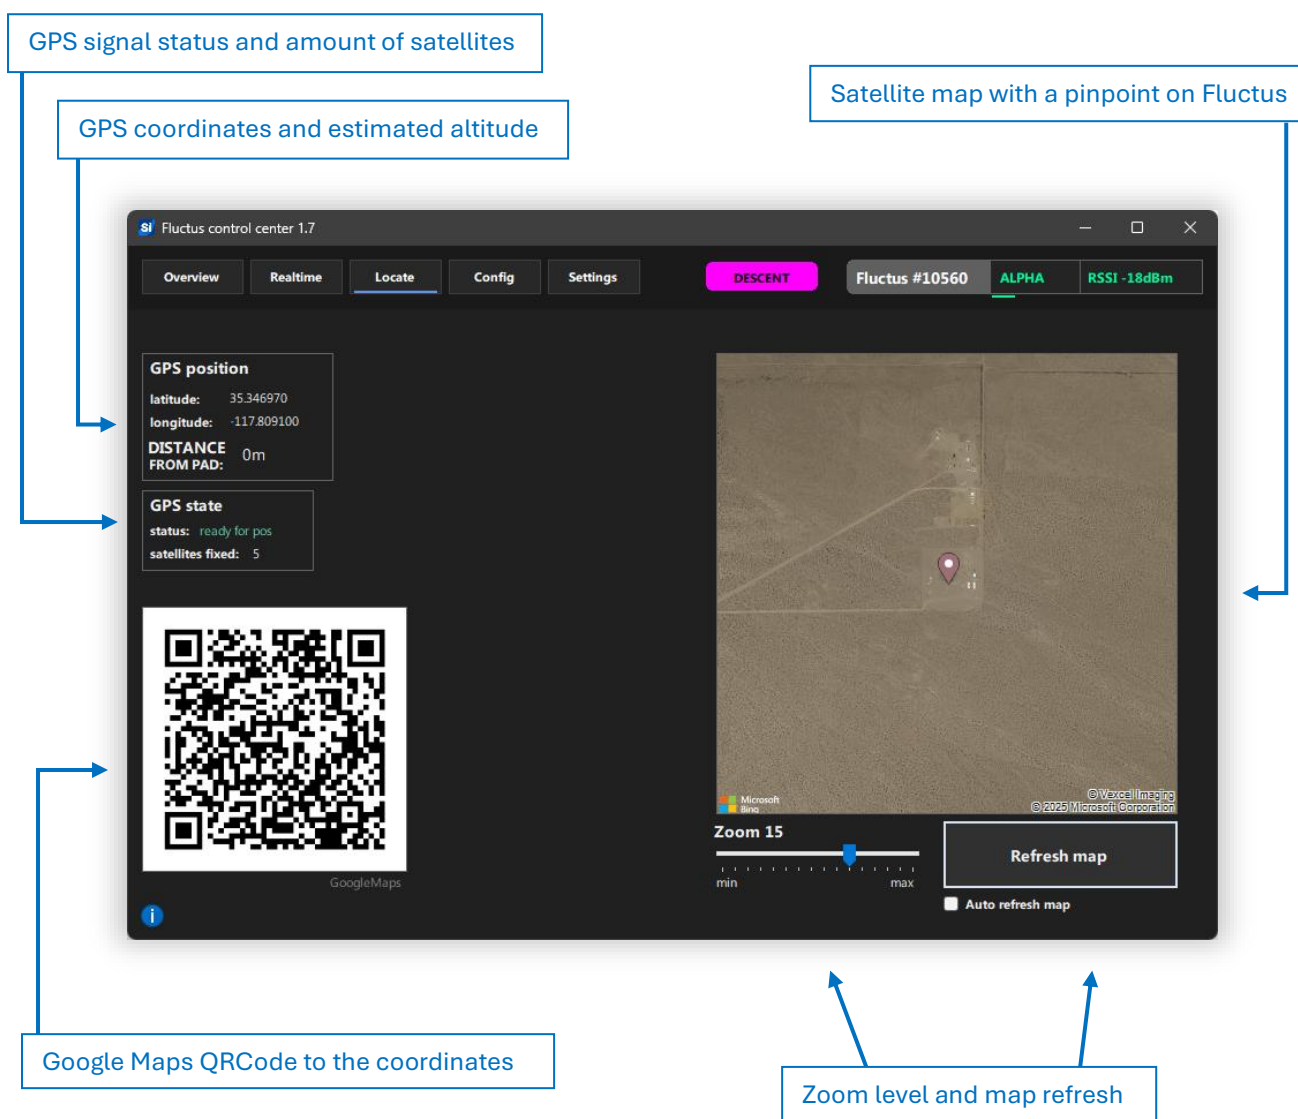 GPS signal status and amount of satellites
Satellite map with a pinpoint on Fluctus
GPS coordinates and estimated altitude
Si Fluctus control center 1.7
Overview Realtime Locate Config Settings DESCENT Fluctus #10560 ALPHA RSSI -18dBm
GPS position
latitude: 35.346970
longitude: -117.809100
DISTANCE
FROM PAD: 0m
GPS state
status: ready for pos
satellites fixed: 5
Microsoft
Bing
© Vexcel Imaging
© 2025 Microsoft Corporation
Zoom 15
min max
Refresh map
Auto refresh map
GoogleMaps
i
Google Maps QRCode to the coordinates
Zoom level and map refresh